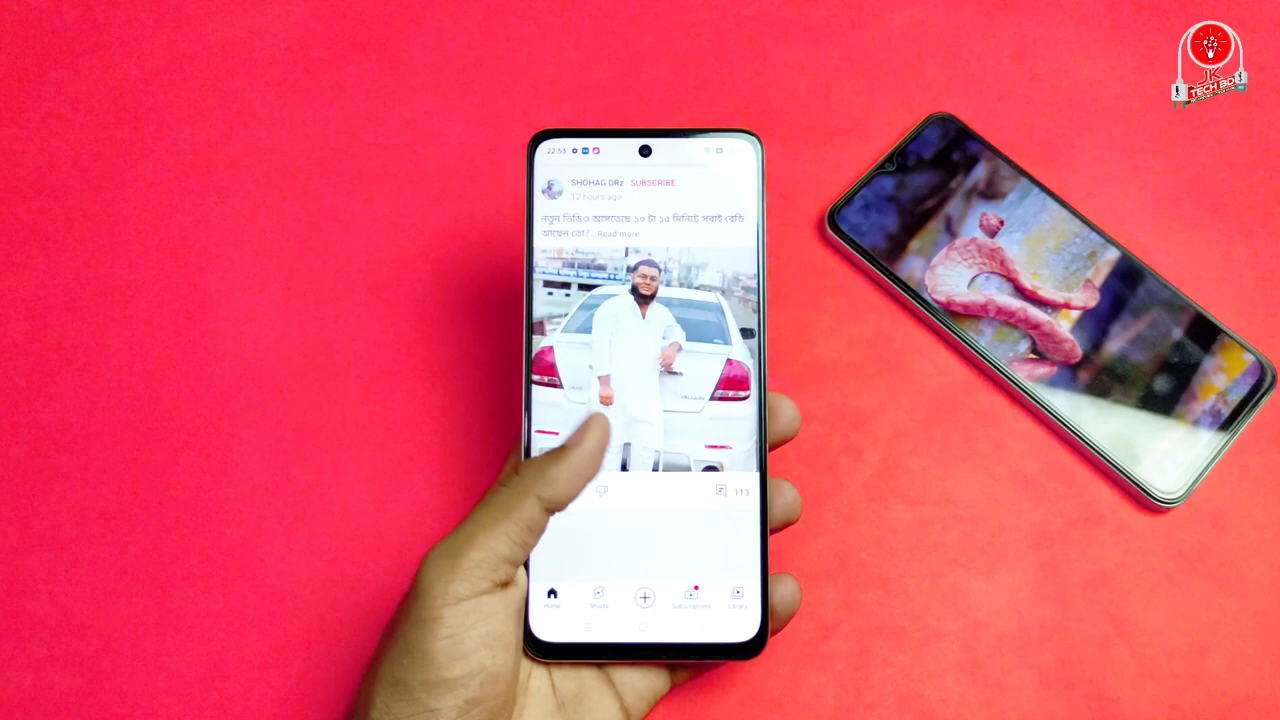 JK
TECH BD
22:53
SHOHAG DRz · SUBSCRIBE
12 hours ago
নতুন ভিডিও আসতেছে ১০ টা ১৫ মিনিটে সবাই রেডি
আছেন তো? ...Read more
113
Home
Shorts
Subscriptions
Library